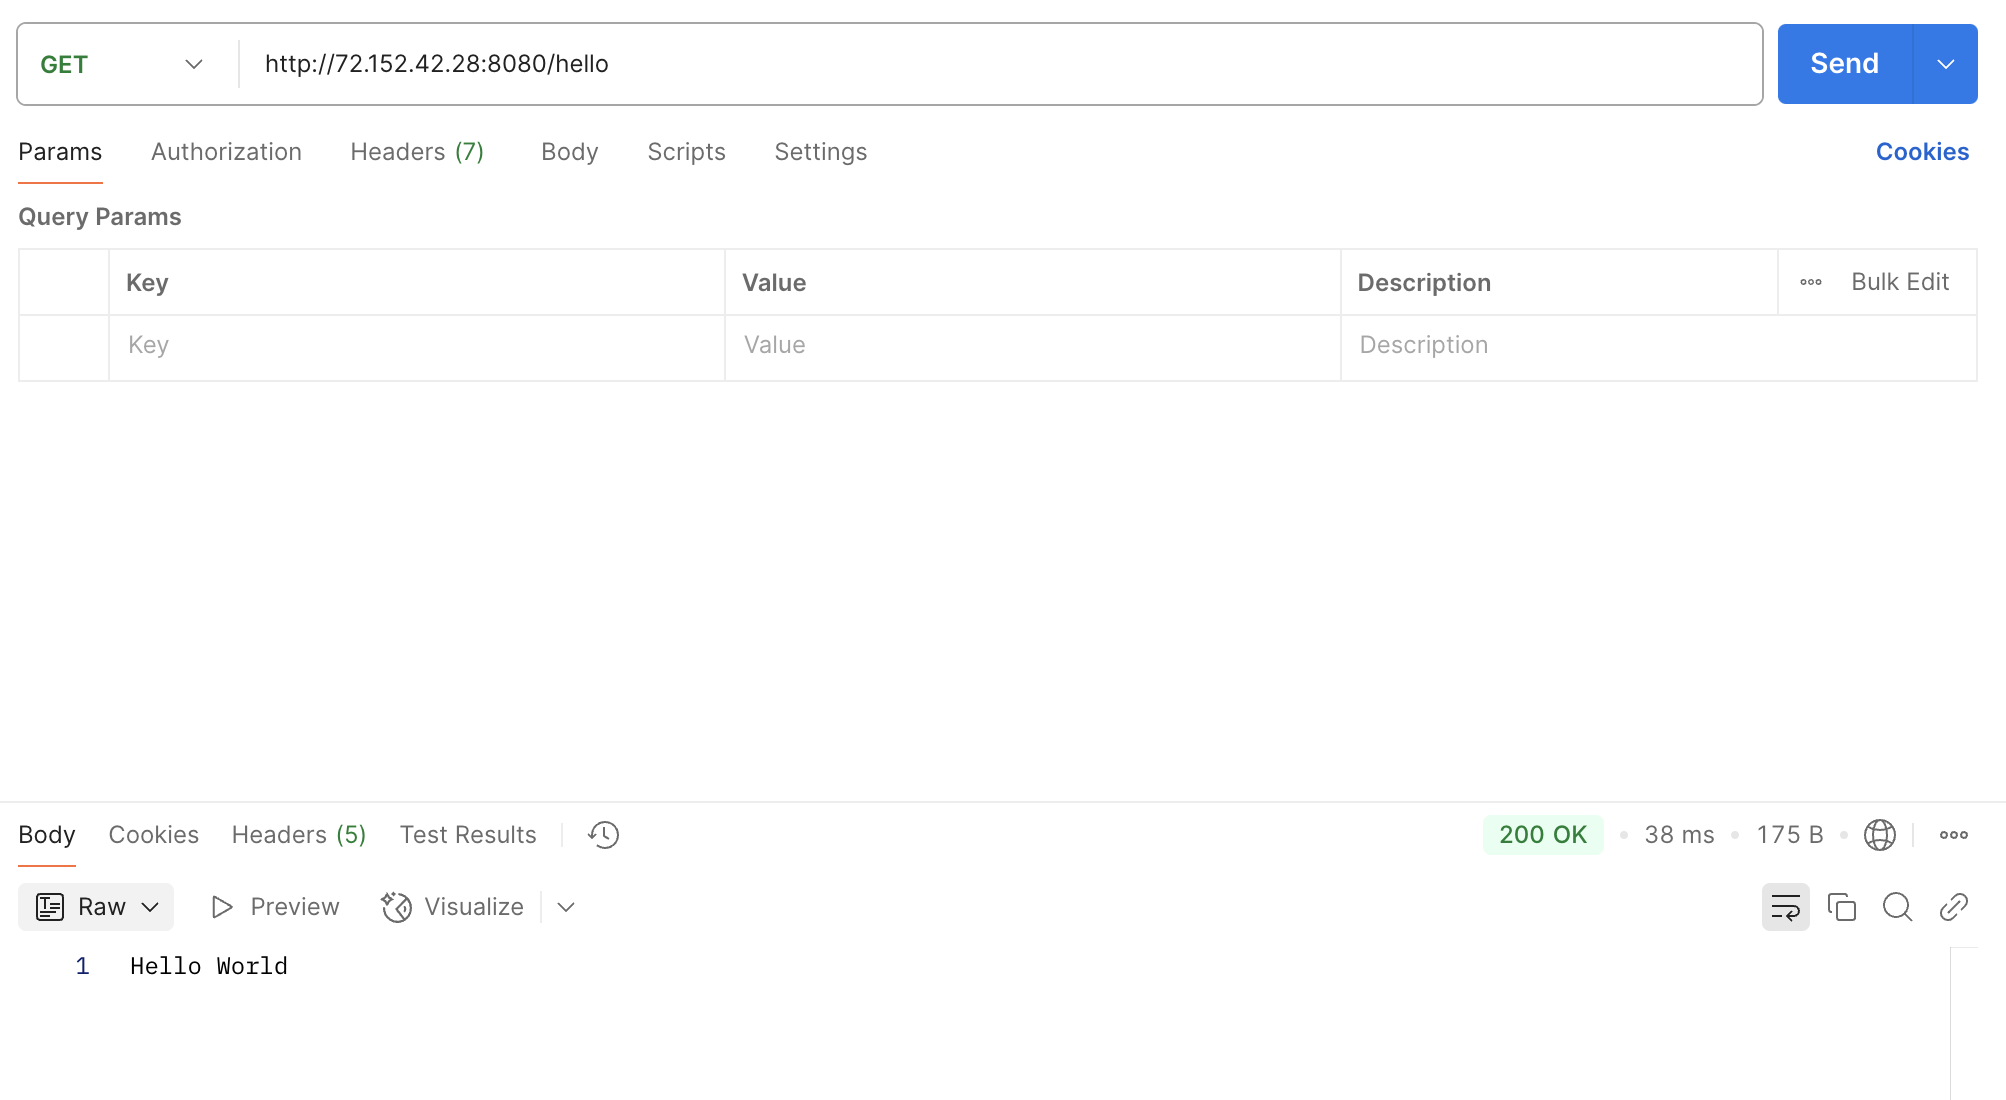 GET http://72.152.42.28:8080/hello Send
Params Authorization Headers (7) Body Scripts Settings Cookies
Query Params
Key Value Description Bulk Edit
Key Value Description
Body Cookies Headers (5) Test Results 200 OK 38 ms 175 B
Raw Preview Visualize
1 Hello World